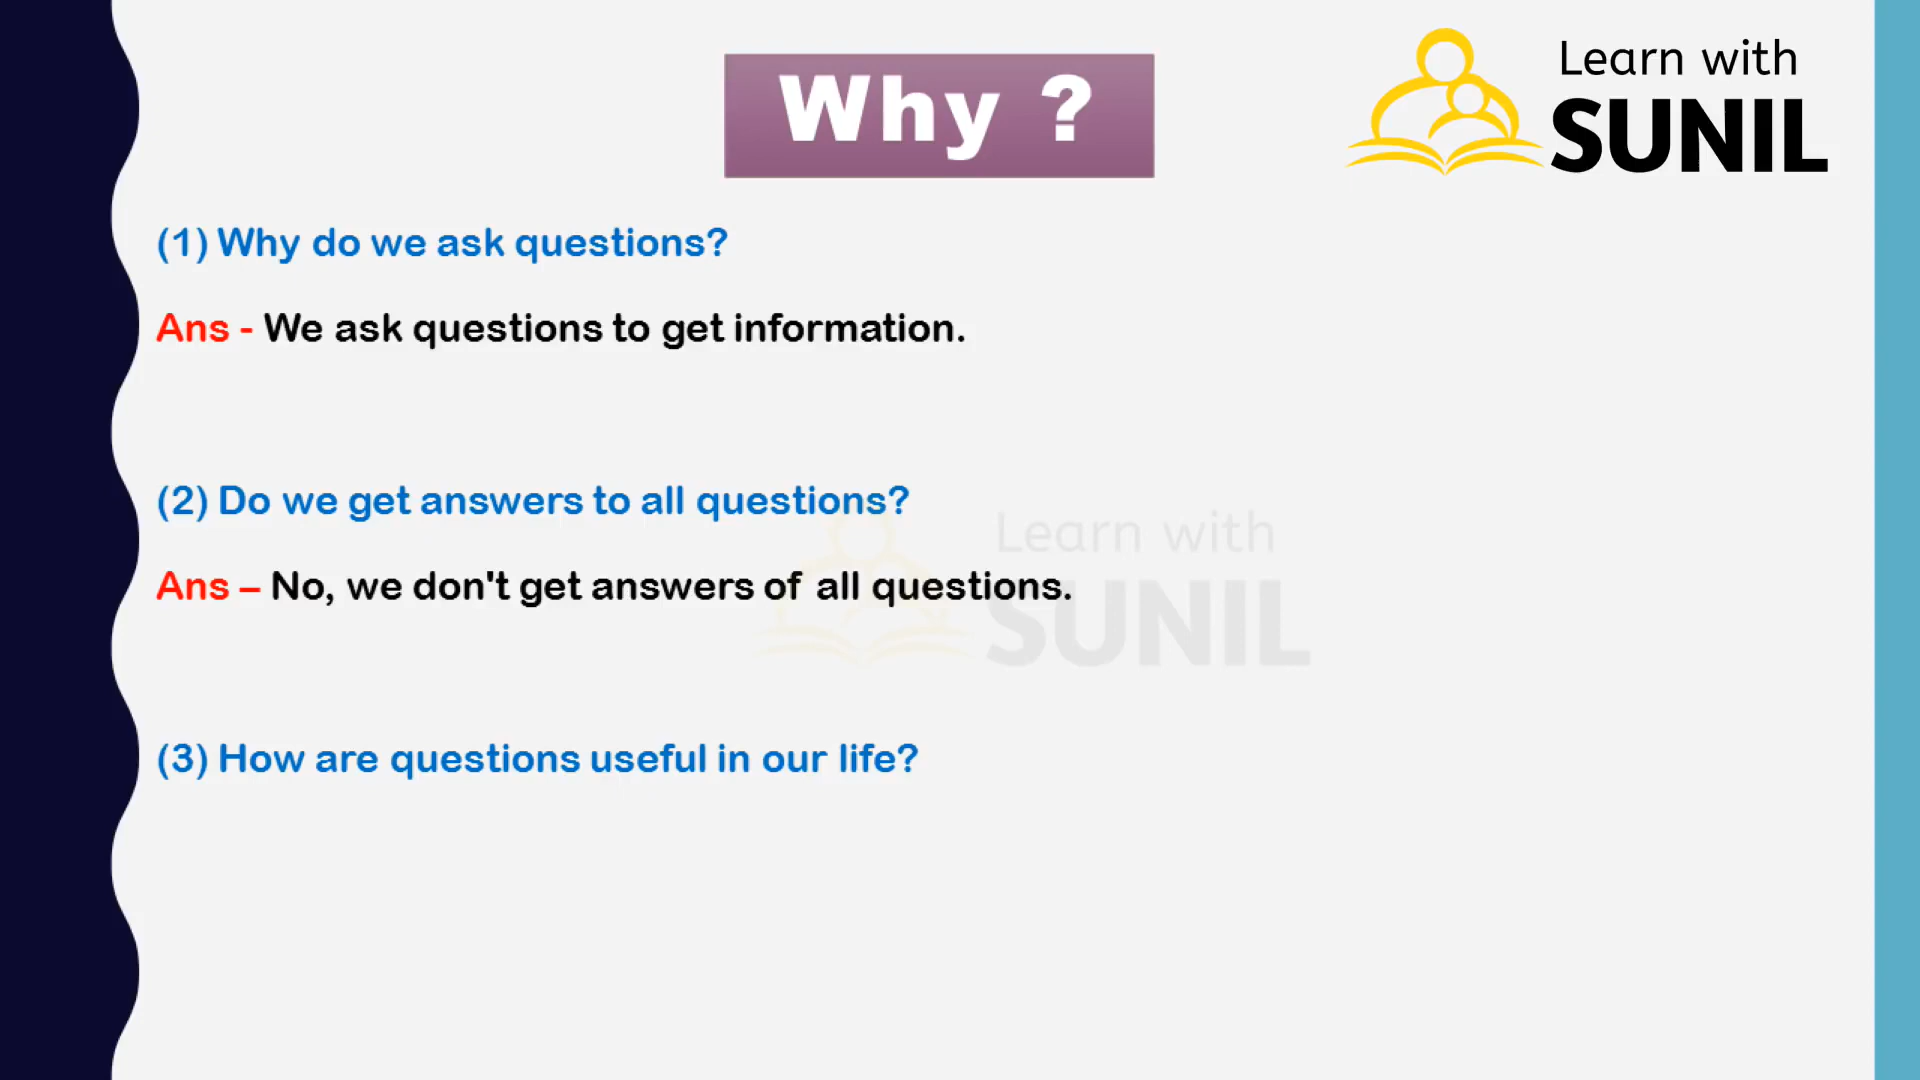 Why ?
Learn with
SUNIL
(1) Why do we ask questions?
Ans - We ask questions to get information.
(2) Do we get answers to all questions?
Learn with
Ans – No, we don't get answers of all questions.
SUNIL
(3) How are questions useful in our life?